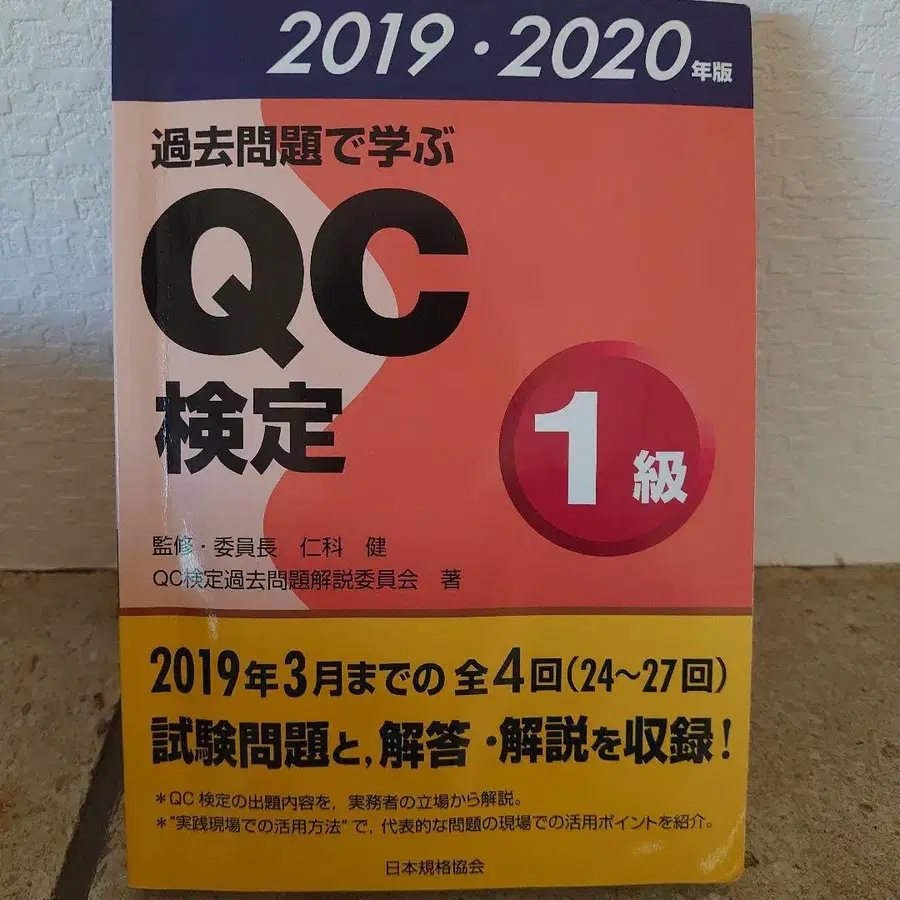 2019・2020年版
過去問題で学ぶ
QC
検定
1級
監修・委員長　仁科　健
QC検定過去問題解説委員会　著
2019年3月までの 全4回（24～27回）
試験問題と，解答・解説を収録！
＊QC検定の出題内容を，実務者の立場から解説。
＊“実践現場での活用方法”で，代表的な問題の現場での活用ポイントを紹介。
日本規格協会